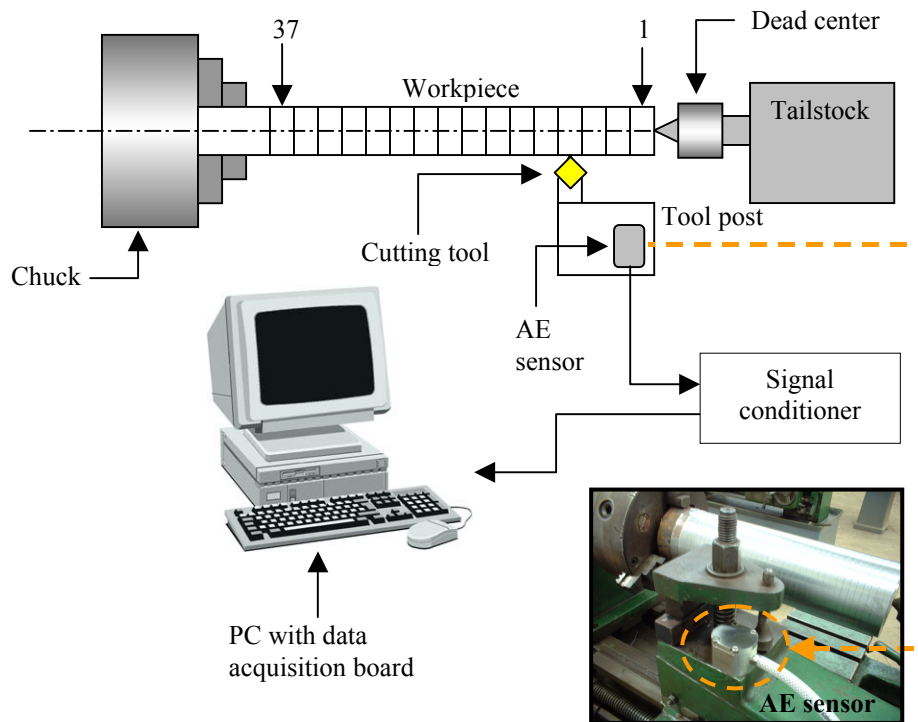 37
1
Dead center
Workpiece
Tailstock
Cutting tool
Tool post
Chuck
AE
sensor
Signal
conditioner
PC with data
acquisition board
AE sensor